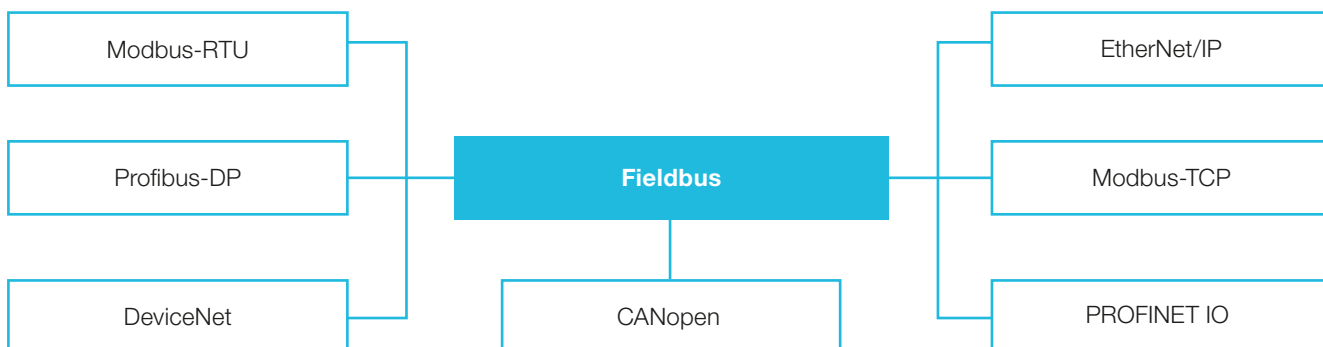 Modbus-RTU
EtherNet/IP
Profibus-DP
Fieldbus
Modbus-TCP
DeviceNet
CANopen
PROFINET IO